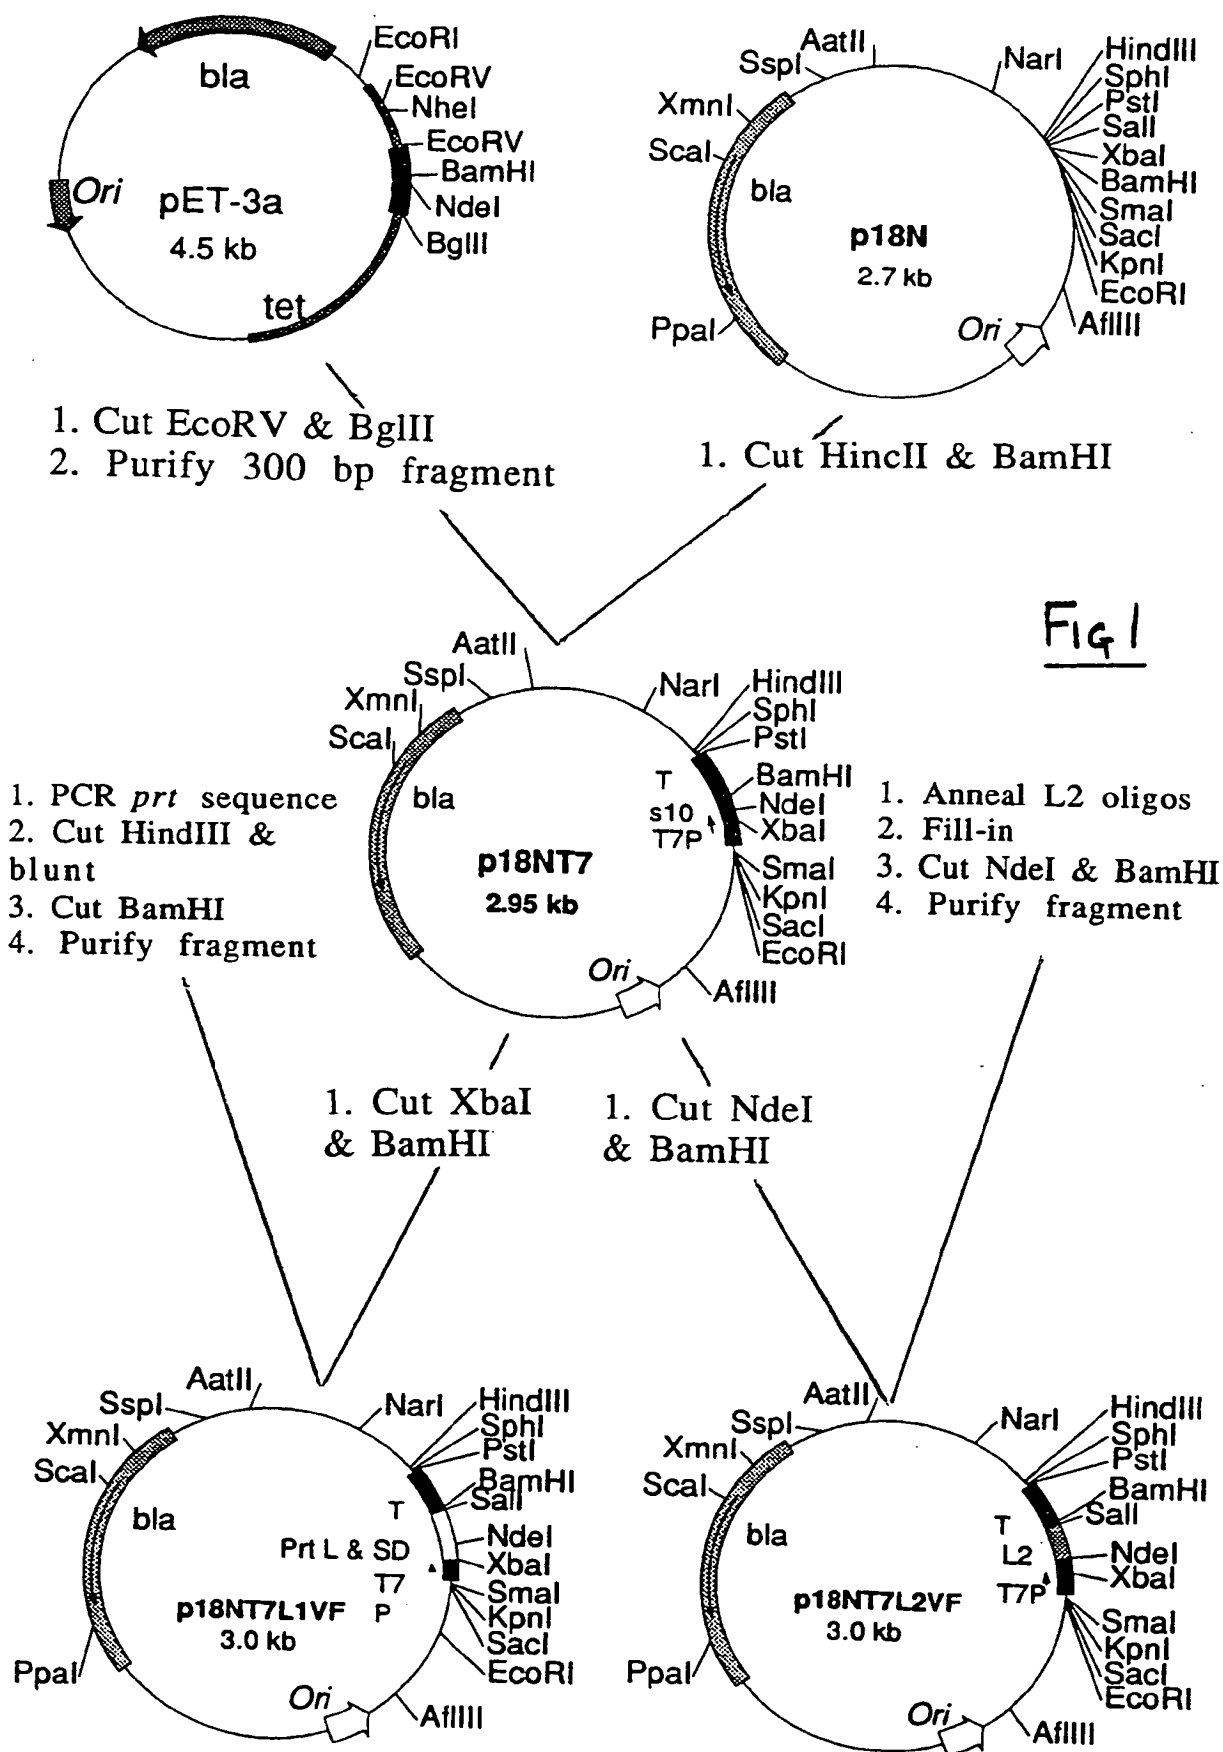 EcoRI
EcoRV
NheI
EcoRV
BamHI
NdeI
BglII
bla
Ori
pET-3a
4.5 kb
tet
AatII
SspI
XmnI
ScaI
NarI
HindIII
SphI
PstI
SalI
XbaI
BamHI
SmaI
SacI
KpnI
EcoRI
AflIII
bla
p18N
2.7 kb
PpaI
Ori
1. Cut EcoRV & BglII
2. Purify 300 bp fragment
1. Cut HincII & BamHI
FIG 1
AatII
SspI
XmnI
ScaI
NarI
HindIII
SphI
PstI
BamHI
NdeI
XbaI
SmaI
KpnI
SacI
EcoRI
AflIII
bla
T
s10
T7P
p18NT7
2.95 kb
Ori
1. PCR prt sequence
2. Cut HindIII &
blunt
3. Cut BamHI
4. Purify fragment
1. Anneal L2 oligos
2. Fill-in
3. Cut NdeI & BamHI
4. Purify fragment
1. Cut XbaI
& BamHI
1. Cut NdeI
& BamHI
AatII
SspI
XmnI
ScaI
NarI
HindIII
SphI
PstI
BamHI
SalI
NdeI
XbaI
SmaI
KpnI
SacI
EcoRI
AflIII
bla
T
Prt L & SD
T7
P
p18NT7L1VF
3.0 kb
PpaI
Ori
AatII
SspI
XmnI
ScaI
NarI
HindIII
SphI
PstI
BamHI
SalI
NdeI
XbaI
SmaI
KpnI
SacI
EcoRI
AflIII
bla
T
L2
T7P
p18NT7L2VF
3.0 kb
PpaI
Ori